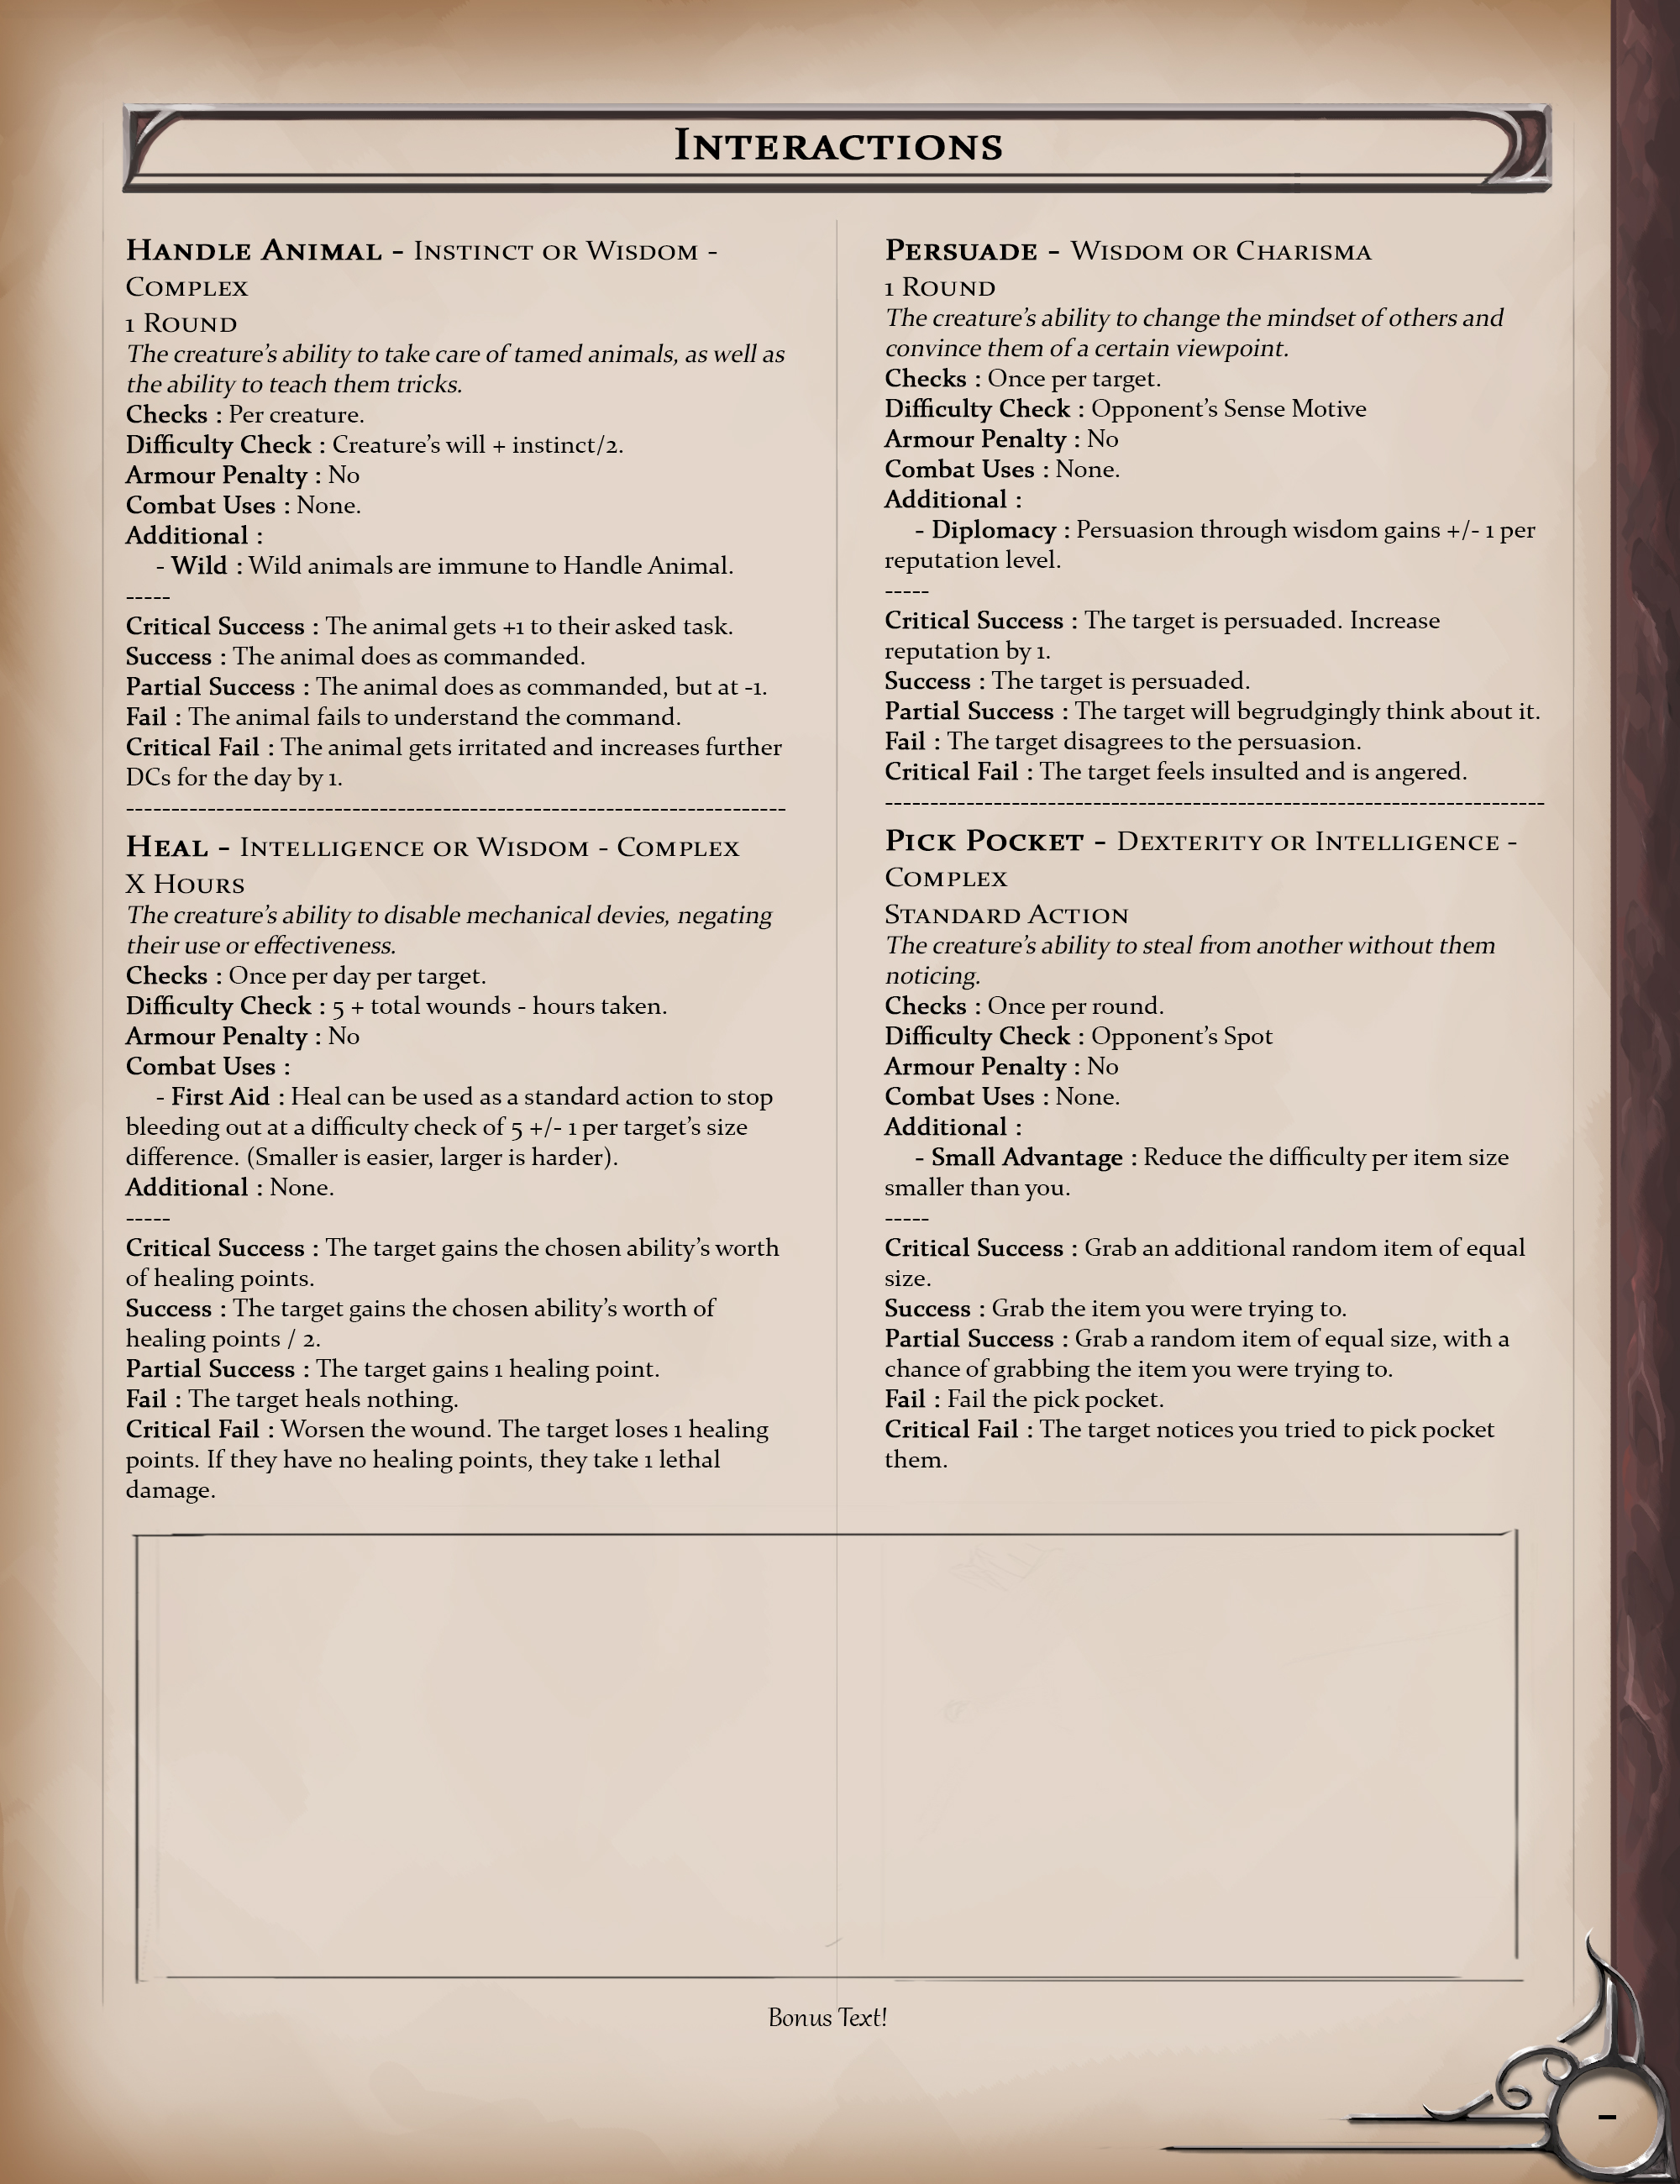 Interactions
Handle Animal - Instinct or Wisdom -
Complex
1 Round
The creature's ability to take care of tamed animals, as well as
the ability to teach them tricks.
Checks : Per creature.
Difficulty Check : Creature's will + instinct/2.
Armour Penalty : No
Combat Uses : None.
Additional :
- Wild : Wild animals are immune to Handle Animal.
-----
Critical Success : The animal gets +1 to their asked task.
Success : The animal does as commanded.
Partial Success : The animal does as commanded, but at -1.
Fail : The animal fails to understand the command.
Critical Fail : The animal gets irritated and increases further
DCs for the day by 1.
-------------------------------------------------------------------------
Heal - Intelligence or Wisdom - Complex
X Hours
The creature's ability to disable mechanical devies, negating
their use or effectiveness.
Checks : Once per day per target.
Difficulty Check : 5 + total wounds - hours taken.
Armour Penalty : No
Combat Uses :
- First Aid : Heal can be used as a standard action to stop
bleeding out at a difficulty check of 5 +/- 1 per target's size
difference. (Smaller is easier, larger is harder).
Additional : None.
-----
Critical Success : The target gains the chosen ability's worth
of healing points.
Success : The target gains the chosen ability's worth of
healing points / 2.
Partial Success : The target gains 1 healing point.
Fail : The target heals nothing.
Critical Fail : Worsen the wound. The target loses 1 healing
points. If they have no healing points, they take 1 lethal
damage.
Persuade - Wisdom or Charisma
1 Round
The creature's ability to change the mindset of others and
convince them of a certain viewpoint.
Checks : Once per target.
Difficulty Check : Opponent's Sense Motive
Armour Penalty : No
Combat Uses : None.
Additional :
- Diplomacy : Persuasion through wisdom gains +/- 1 per
reputation level.
-----
Critical Success : The target is persuaded. Increase
reputation by 1.
Success : The target is persuaded.
Partial Success : The target will begrudgingly think about it.
Fail : The target disagrees to the persuasion.
Critical Fail : The target feels insulted and is angered.
-------------------------------------------------------------------------
Pick Pocket - Dexterity or Intelligence -
Complex
Standard Action
The creature's ability to steal from another without them
noticing.
Checks : Once per round.
Difficulty Check : Opponent's Spot
Armour Penalty : No
Combat Uses : None.
Additional :
- Small Advantage : Reduce the difficulty per item size
smaller than you.
-----
Critical Success : Grab an additional random item of equal
size.
Success : Grab the item you were trying to.
Partial Success : Grab a random item of equal size, with a
chance of grabbing the item you were trying to.
Fail : Fail the pick pocket.
Critical Fail : The target notices you tried to pick pocket
them.
Bonus Text!
-